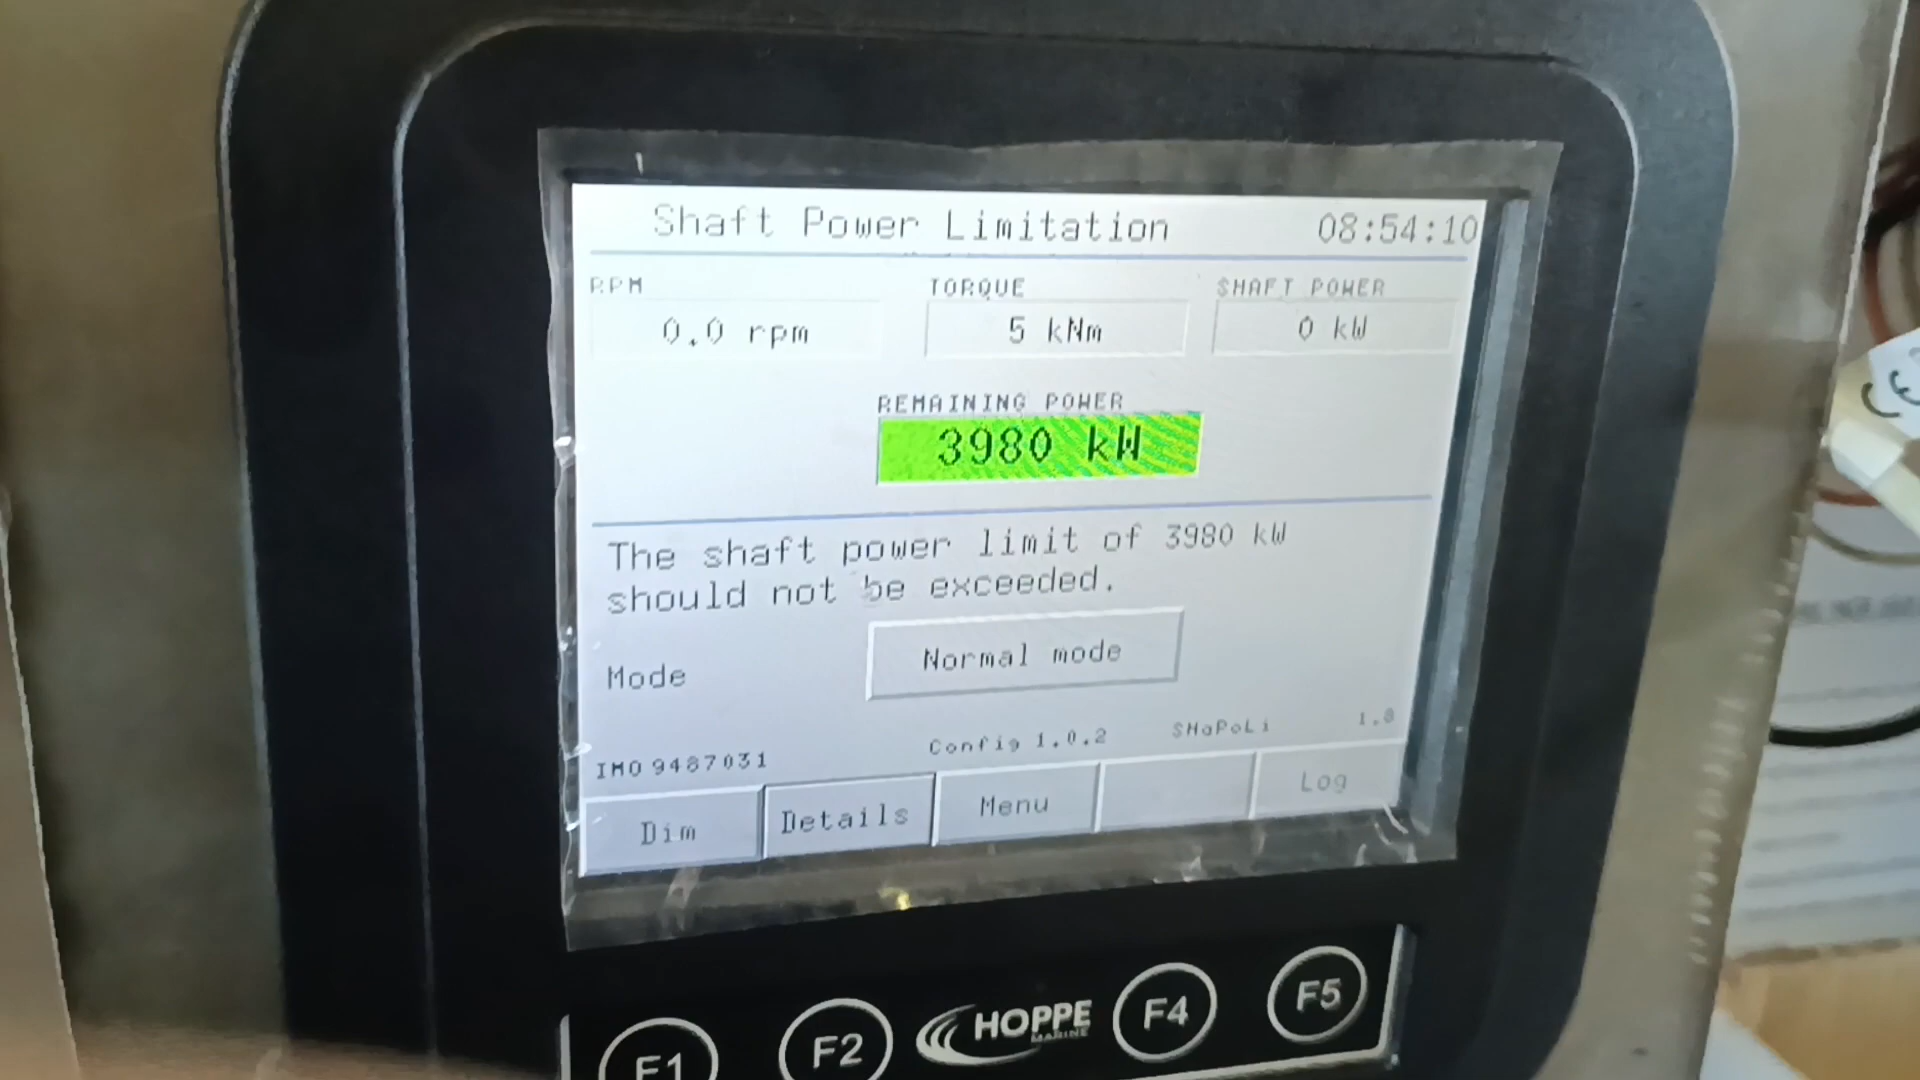 Shaft Power Limitation 08:54:10
RPM TORQUE SHAFT POWER
0.0 rpm 5 kNm 0 kW
REMAINING POWER
3980 kW
The shaft power limit of 3980 kW
should not be exceeded.
Mode Normal mode
IMO 9487031 Config 1.0.2 SHaPoLi 1.8
Dim Details Menu Log
F1 F2 HOPPE MARINE F4 F5